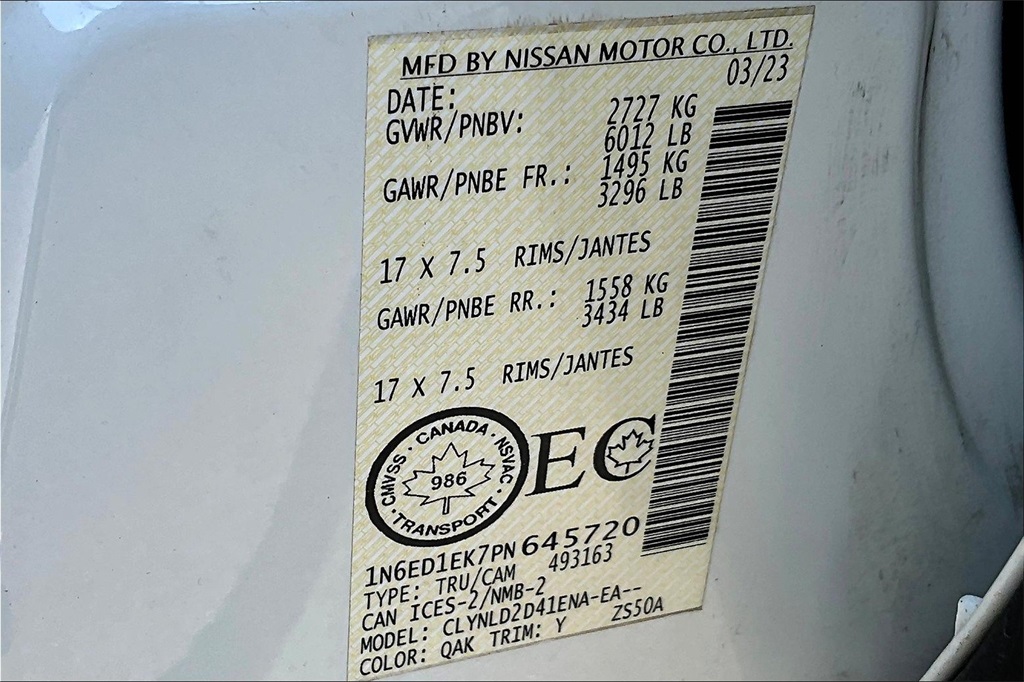 MFD BY NISSAN MOTOR CO., LTD.
DATE: 03/23
GVWR/PNBV: 2727 KG
6012 LB
GAWR/PNBE FR.: 1495 KG
3296 LB
17 X 7.5 RIMS/JANTES
GAWR/PNBE RR.: 1558 KG
3434 LB
17 X 7.5 RIMS/JANTES
CMVSS · CANADA · NSVAC
986
· TRANSPORT ·
EC
1N6ED1EK7PN645720
TYPE: TRU/CAM 493163
CAN ICES-2/NMB-2
MODEL: CLYNLD2D41ENA-EA--
COLOR: QAK TRIM: Y ZS50A